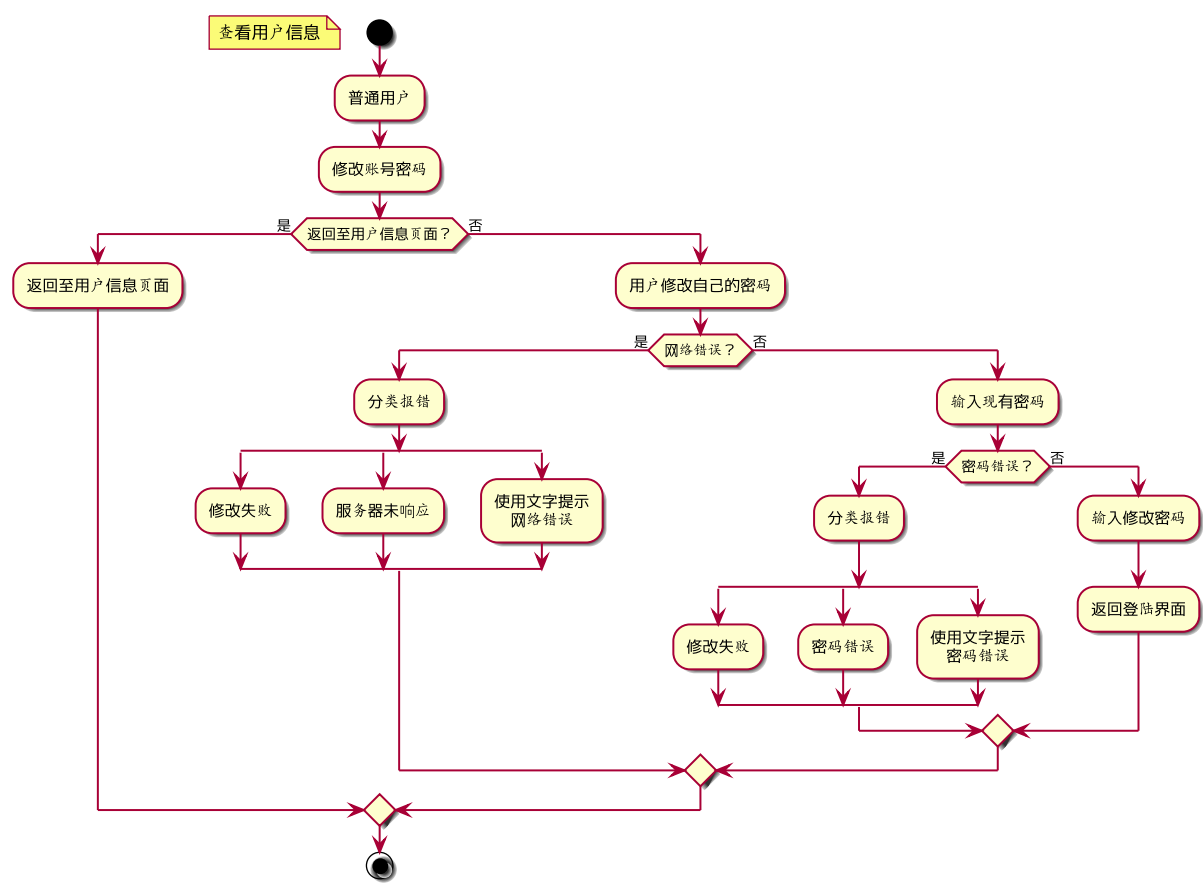 查看用户信息
普通用户
修改账号密码
是
返回至用户信息页面？
否
返回至用户信息页面
用户修改自己的密码
是
网络错误？
否
分类报错
输入现有密码
修改失败
服务器未响应
使用文字提示
网络错误
是
密码错误？
否
分类报错
输入修改密码
修改失败
密码错误
使用文字提示
密码错误
返回登陆界面